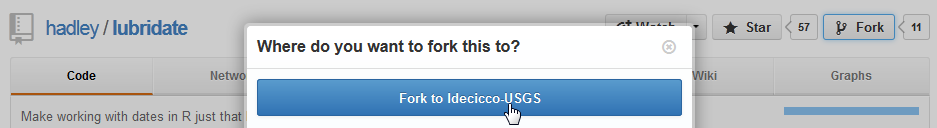 hadley / lubridate
Watch
Star
57
Fork
11
Where do you want to fork this to?
Code
Wiki
Graphs
Fork to ldecicco-USGS
Make working with dates in R just that